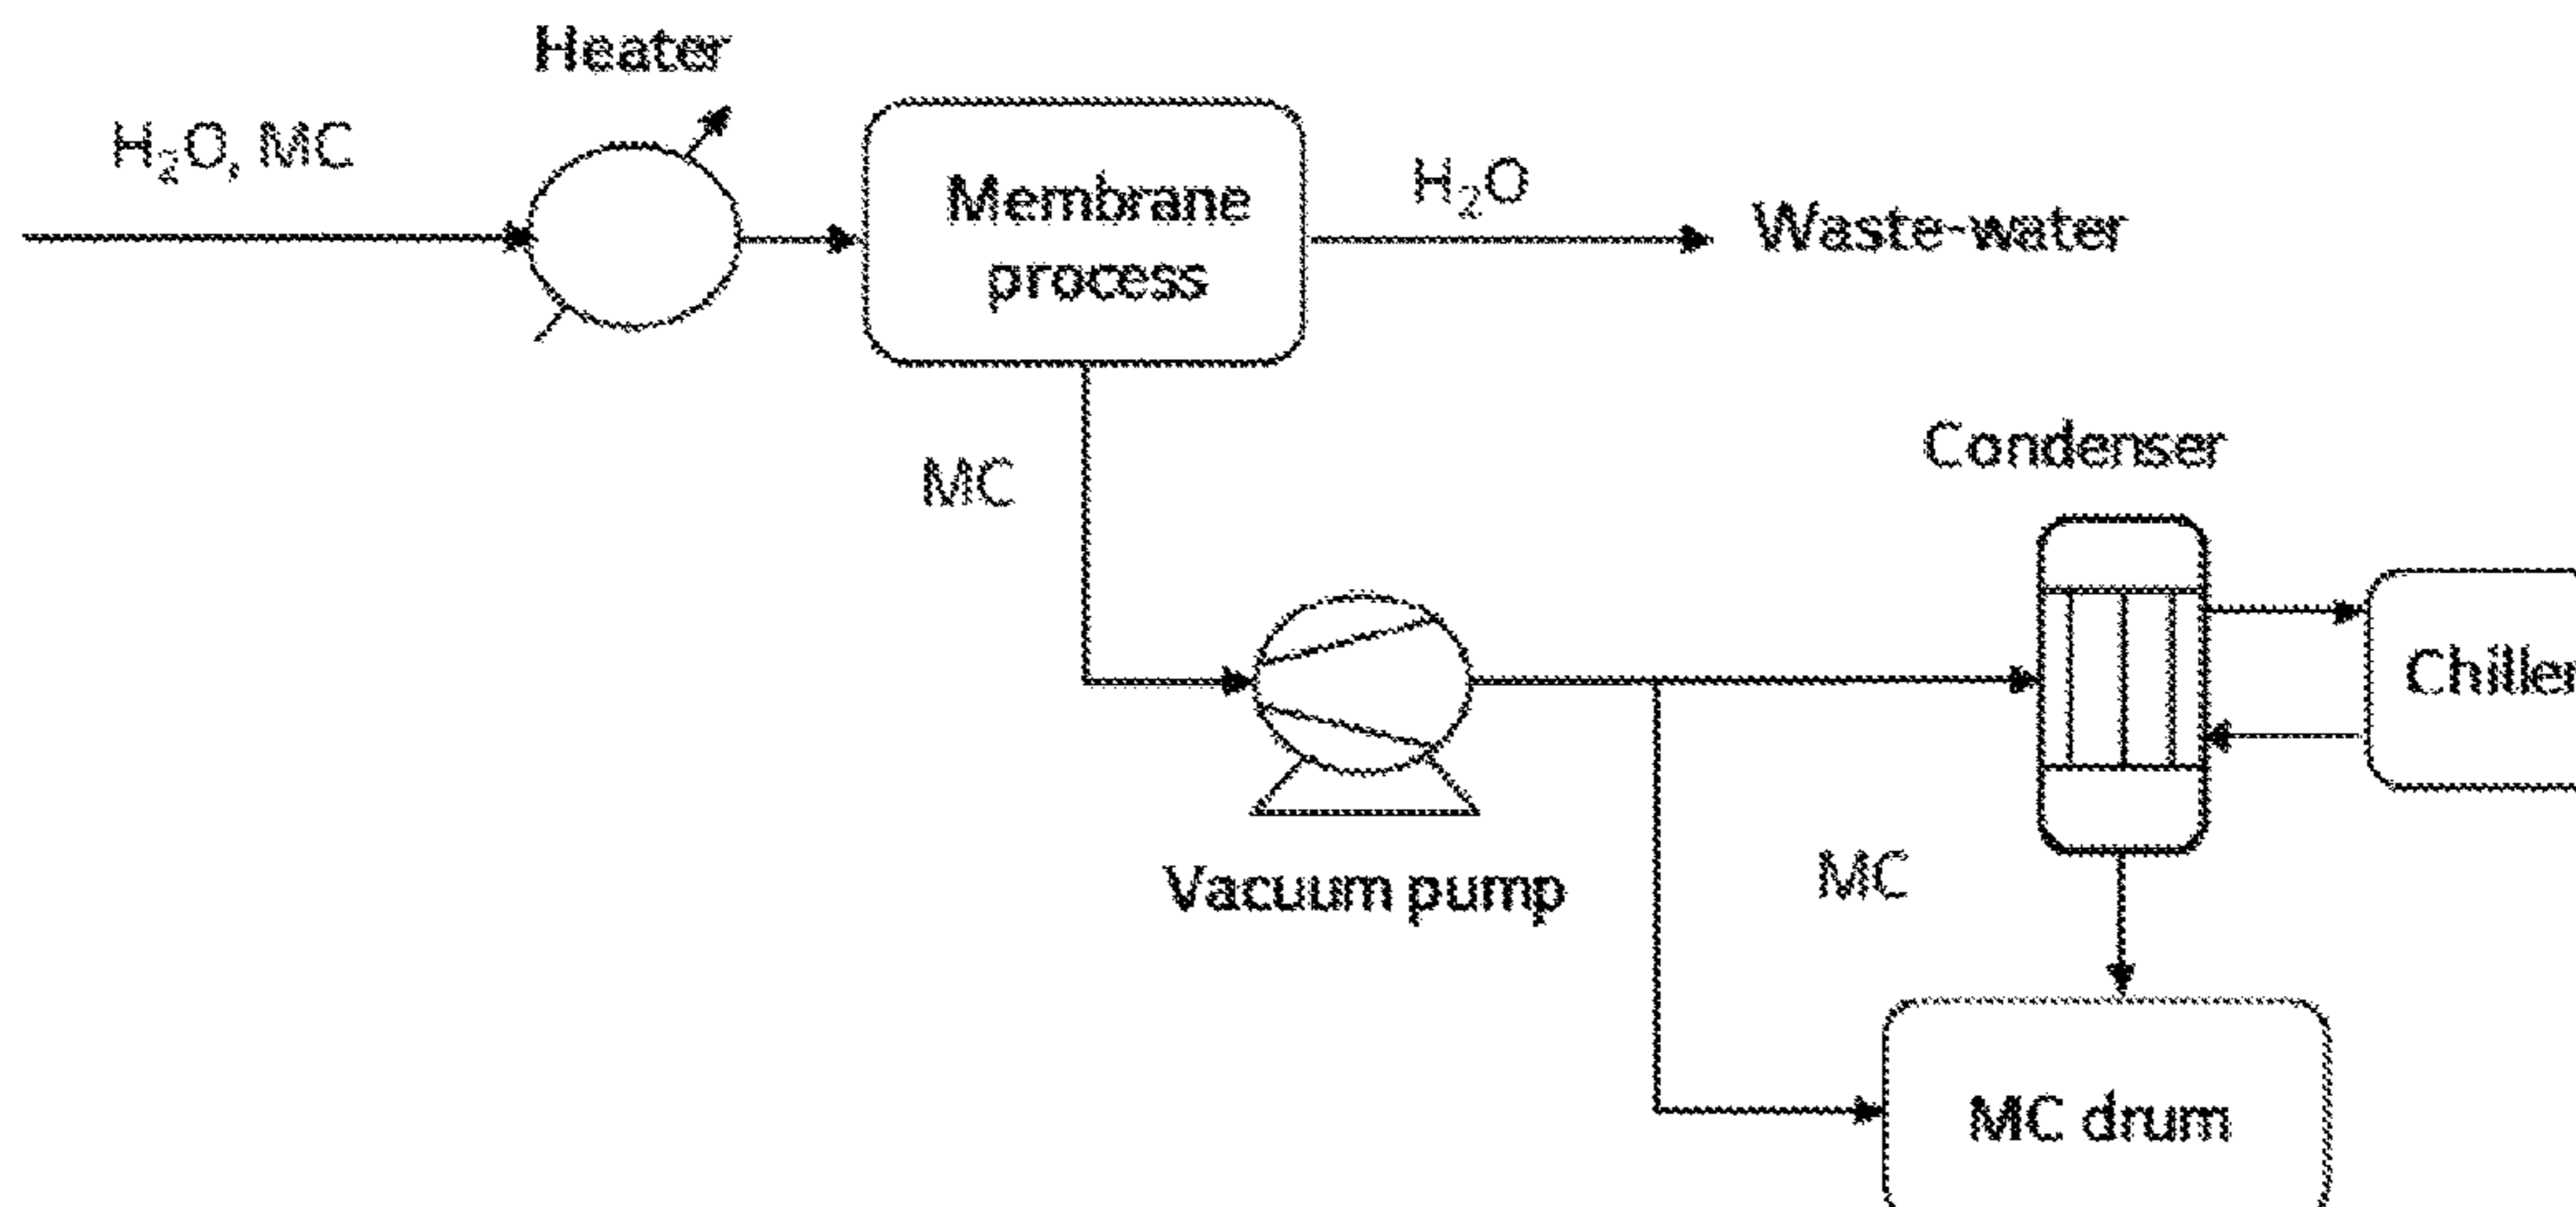 Heater
H₂O, MC
Membrane
process
H₂O
Waste-water
MC
Condenser
Chiller
Vacuum pump
MC
MC drum